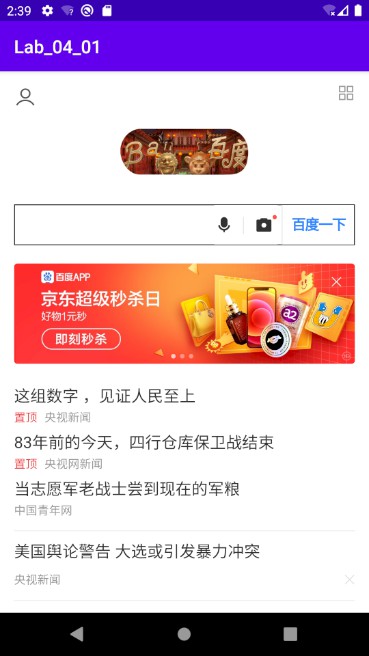 2:39
Lab_04_01
Bai 百度
百度一下
百度APP
京东超级秒杀日
好物1元秒
即刻秒杀
a2
这组数字 ，见证人民至上
置顶 央视新闻
83年前的今天，四行仓库保卫战结束
置顶 央视网新闻
当志愿军老战士尝到现在的军粮
中国青年网
美国舆论警告 大选或引发暴力冲突
央视新闻